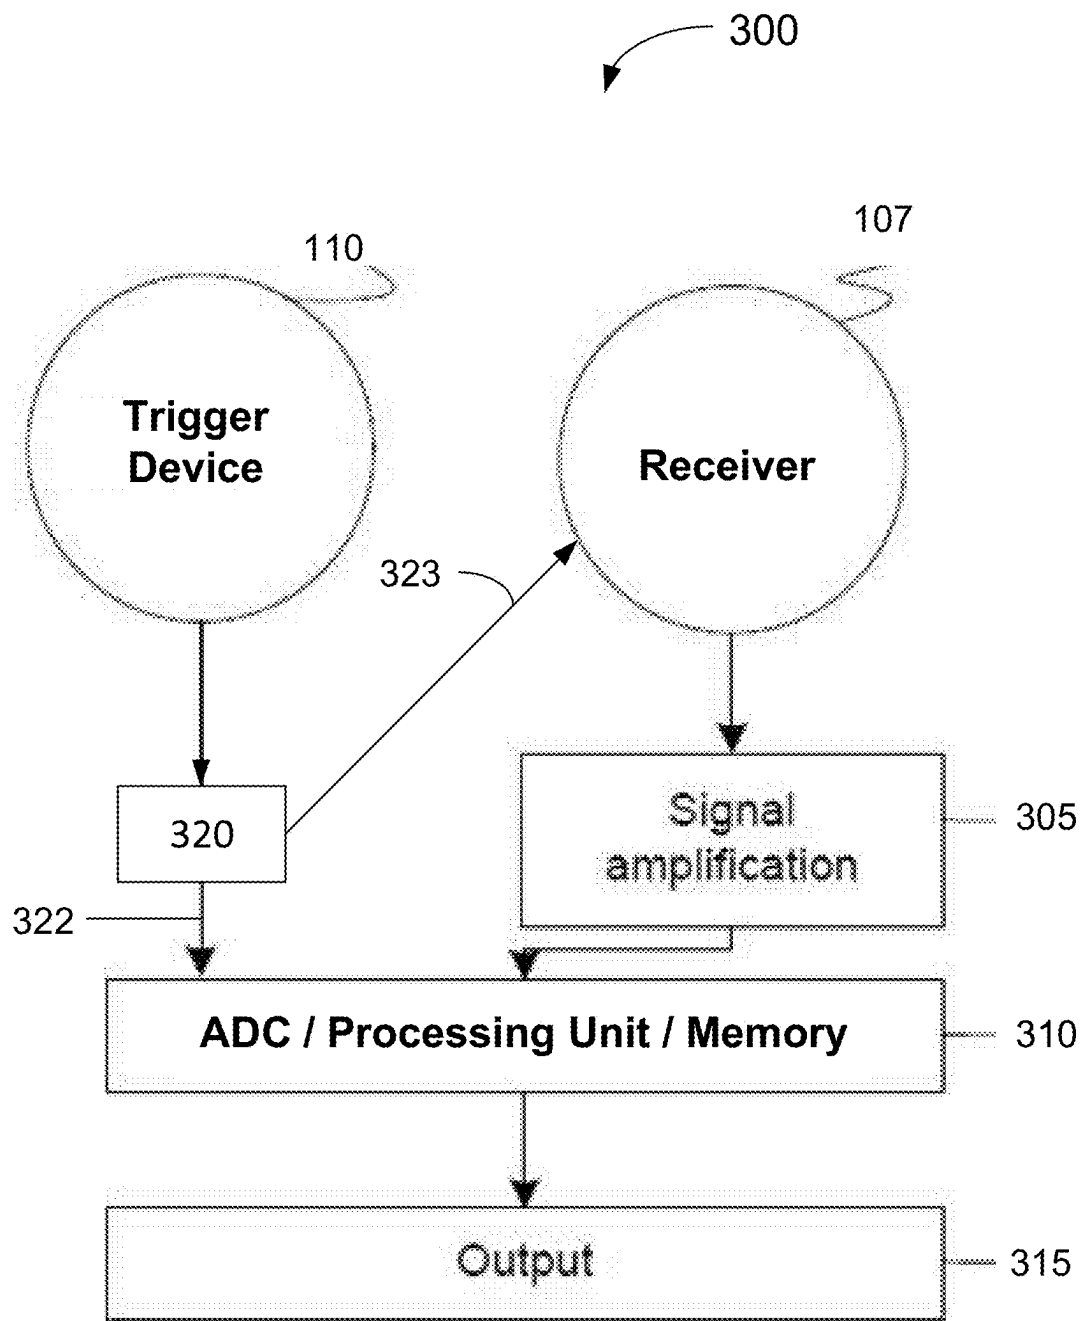 300
107
110
Trigger
Device
Receiver
323
320
Signal
amplification
305
322
ADC / Processing Unit / Memory
310
Output
315